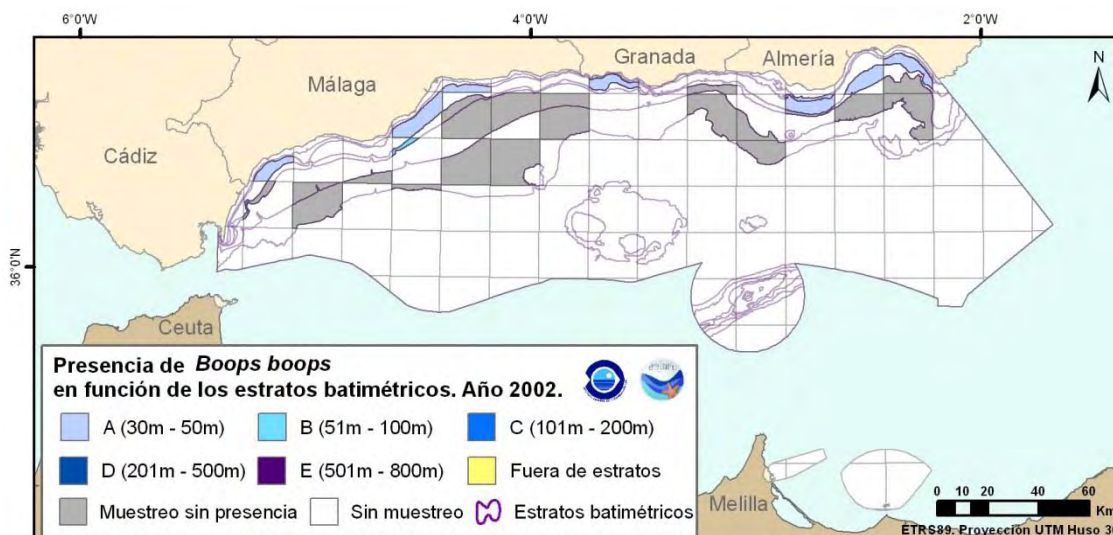 6°0'W 4°0'W 2°0'W
Granada Almería
Málaga
Cádiz
36°0'N
Ceuta
Presencia de Boops boops
en función de los estratos batimétricos. Año 2002.
A (30m - 50m) B (51m - 100m) C (101m - 200m)
D (201m - 500m) E (501m - 800m) Fuera de estratos
Muestreo sin presencia Sin muestreo Estratos batimétricos
Melilla
N
0 10 20 40 60
Km
ETRS89. Proyección UTM Huso 30